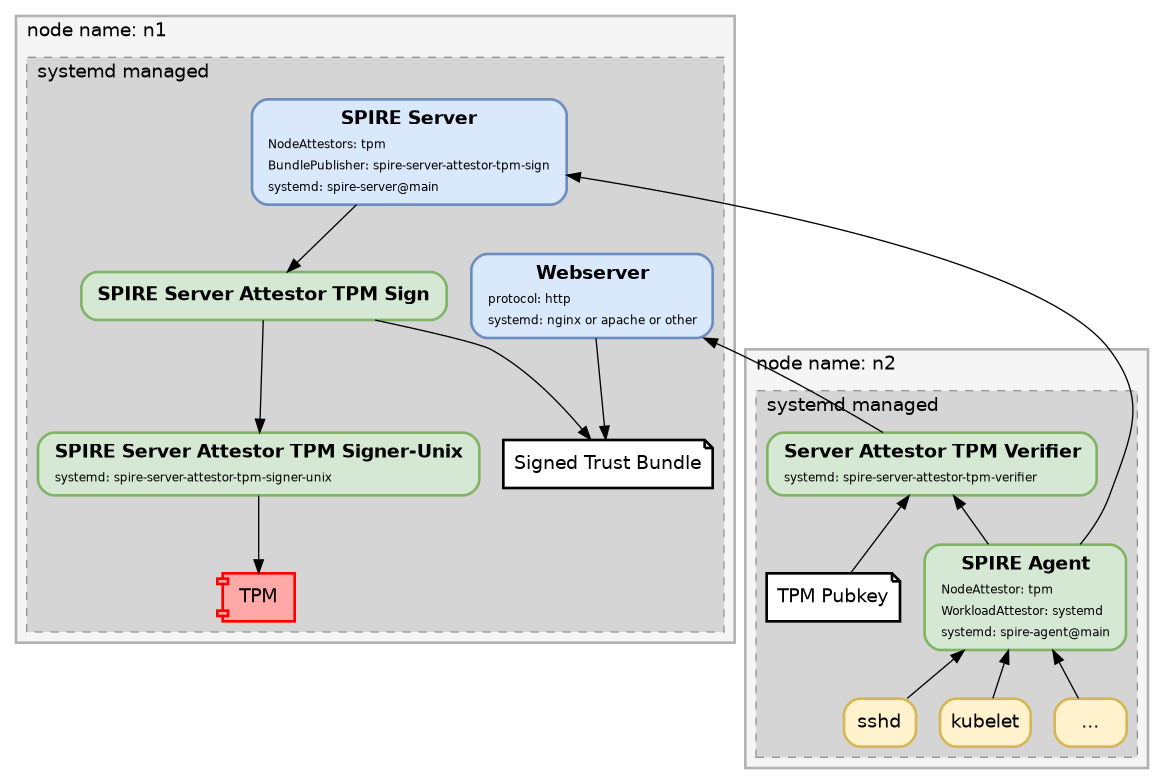 node name: n1
systemd managed
SPIRE Server
NodeAttestors: tpm
BundlePublisher: spire-server-attestor-tpm-sign
systemd: spire-server@main
SPIRE Server Attestor TPM Sign
Webserver
protocol: http
systemd: nginx or apache or other
SPIRE Server Attestor TPM Signer-Unix
systemd: spire-server-attestor-tpm-signer-unix
Signed Trust Bundle
TPM
node name: n2
systemd managed
Server Attestor TPM Verifier
systemd: spire-server-attestor-tpm-verifier
TPM Pubkey
SPIRE Agent
NodeAttestor: tpm
WorkloadAttestor: systemd
systemd: spire-agent@main
sshd
kubelet
...